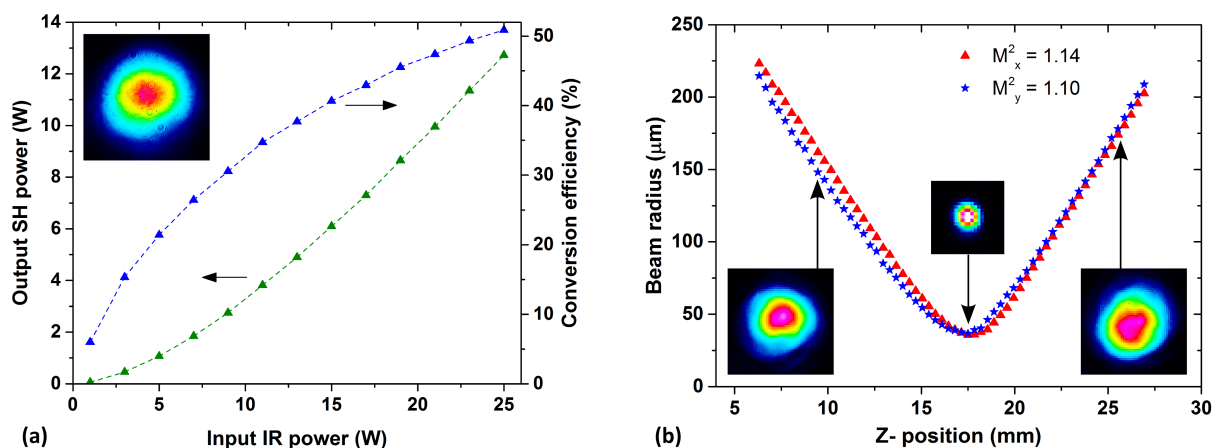 14
12
10
8
6
4
2
0
Output SH power (W)
50
40
30
20
10
0
Conversion efficiency (%)
0 5 10 15 20 25
Input IR power (W)
(a)
250
200
150
100
50
0
Beam radius (μm)
M²ₓ = 1.14
M²ᵧ = 1.10
5 10 15 20 25 30
Z- position (mm)
(b)